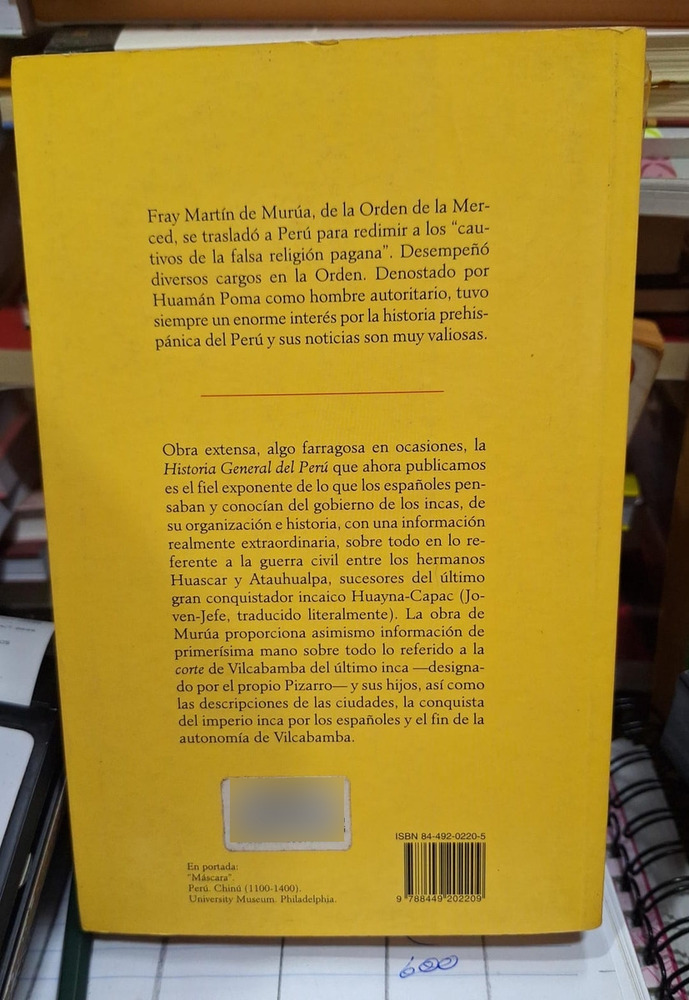 Fray Martín de Murúa, de la Orden de la Mer-
ced, se trasladó a Perú para redimir a los "cau-
tivos de la falsa religión pagana". Desempeñó
diversos cargos en la Orden. Denostado por
Huamán Poma como hombre autoritario, tuvo
siempre un enorme interés por la historia prehis-
pánica del Perú y sus noticias son muy valiosas.
Obra extensa, algo farragosa en ocasiones, la
Historia General del Perú que ahora publicamos
es el fiel exponente de lo que los españoles pen-
saban y conocían del gobierno de los incas, de
su organización e historia, con una información
realmente extraordinaria, sobre todo en lo re-
ferente a la guerra civil entre los hermanos
Huascar y Atauhualpa, sucesores del último
gran conquistador incaico Huayna-Capac (Jo-
ven-Jefe, traducido literalmente). La obra de
Murúa proporciona asimismo información de
primerísima mano sobre todo lo referido a la
corte de Vilcabamba del último inca —designa-
do por el propio Pizarro— y sus hijos, así como
las descripciones de las ciudades, la conquista
del imperio inca por los españoles y el fin de la
autonomía de Vilcabamba.
ISBN 84-492-0220-5
9 788449 202209
En portada:
"Máscara".
Perú. Chinú (1100-1400).
University Museum. Philadelphia.
600